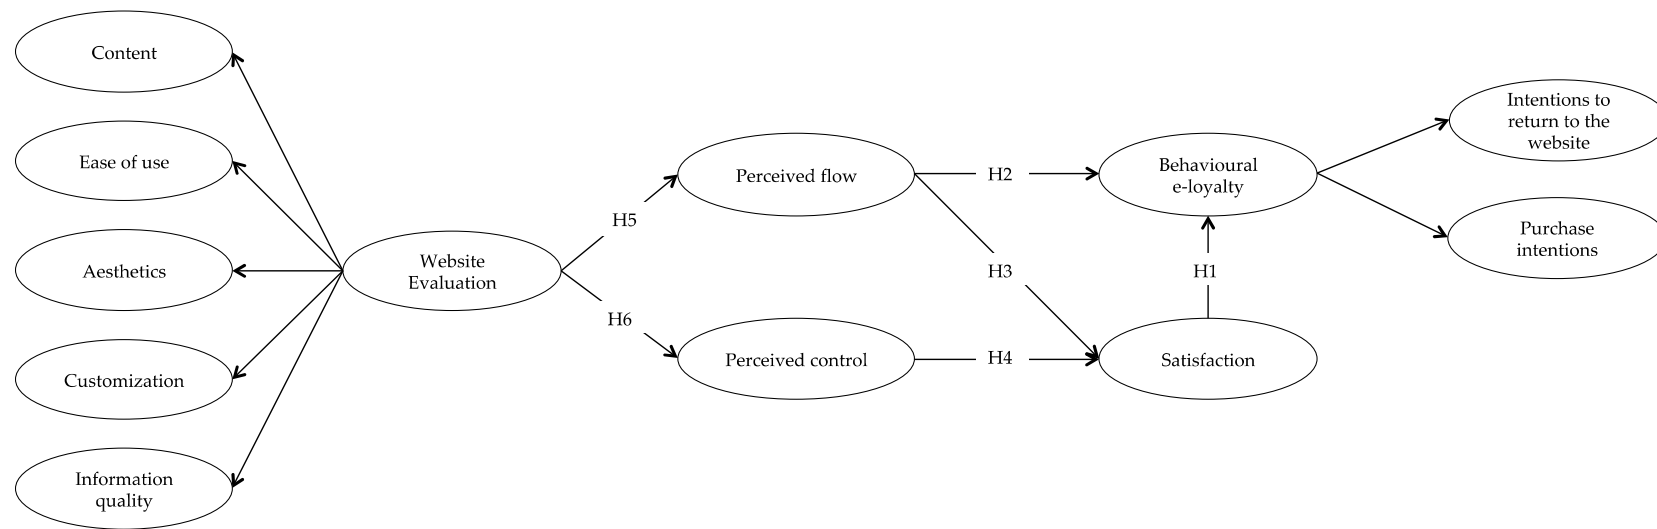 Content
Ease of use
Aesthetics
Customization
Information
quality
Website
Evaluation
H5
H6
Perceived flow
Perceived control
H2
H3
H4
Behavioural
e-loyalty
H1
Satisfaction
Intentions to
return to the
website
Purchase
intentions